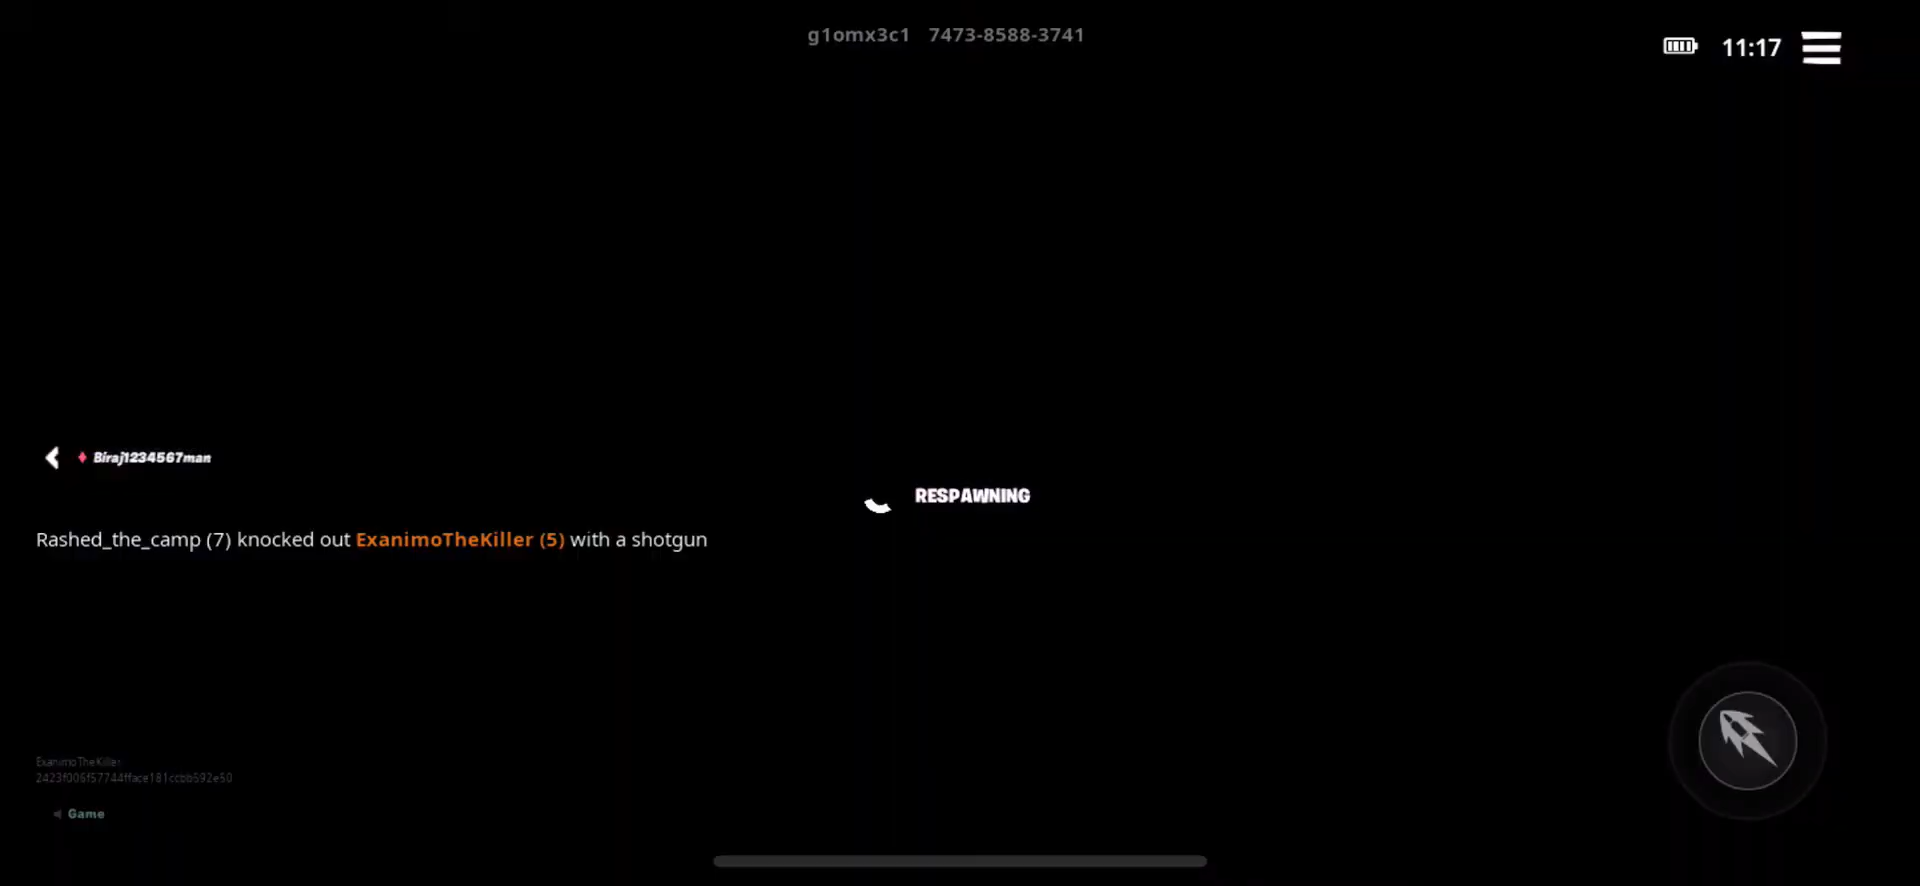 g1omx3c1 7473-8588-3741
11:17
Biraj1234567man
RESPAWNING
Rashed_the_camp (7) knocked out ExanimoTheKiller (5) with a shotgun
ExanimoTheKiller
Game